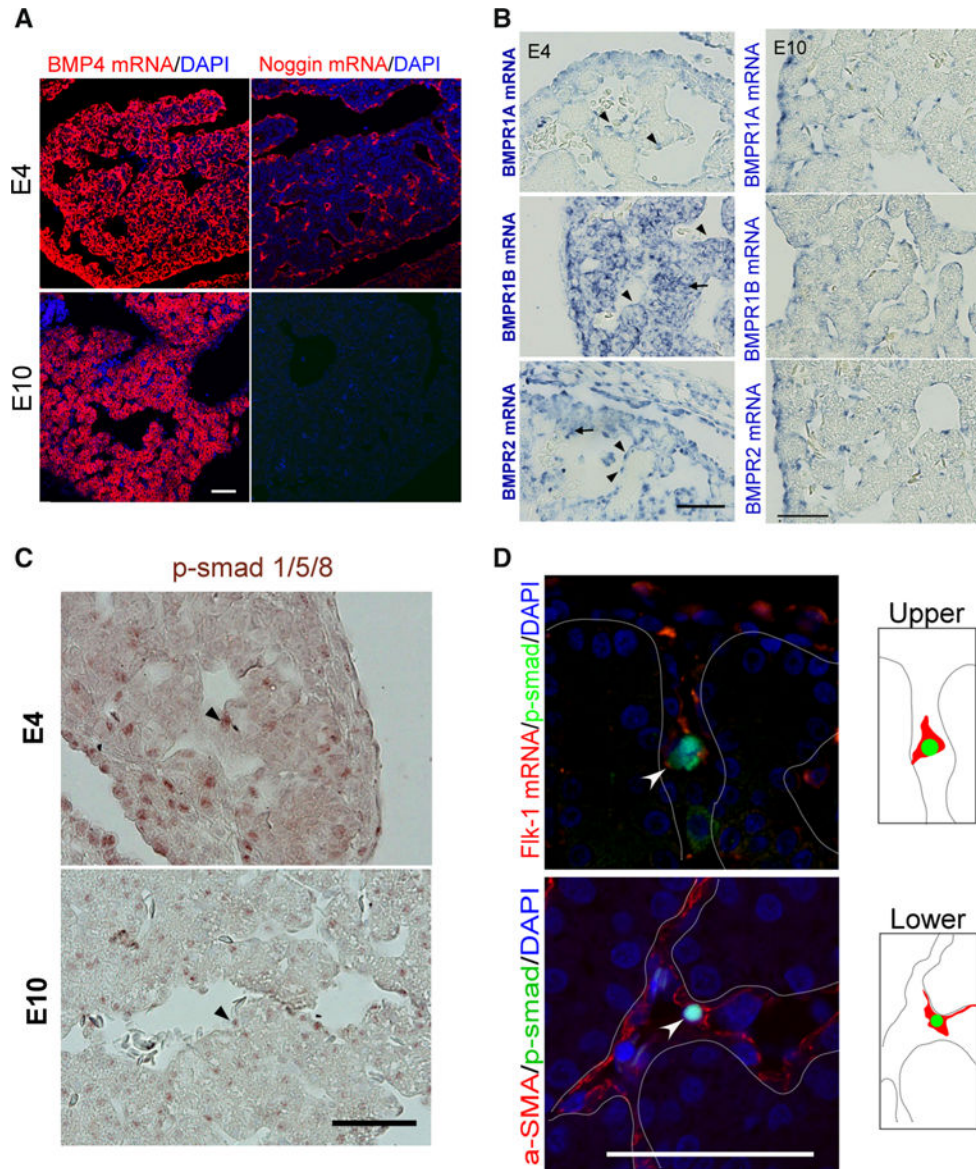 A
BMP4 mRNA/DAPI
Noggin mRNA/DAPI
E4
E10
B
E4
E10
BMPR1A mRNA
BMPR1A mRNA
BMPR1B mRNA
BMPR1B mRNA
BMPR2 mRNA
BMPR2 mRNA
C
p-smad 1/5/8
E4
E10
D
Flk-1 mRNA/p-smad/DAPI
Upper
a-SMA/p-smad/DAPI
Lower